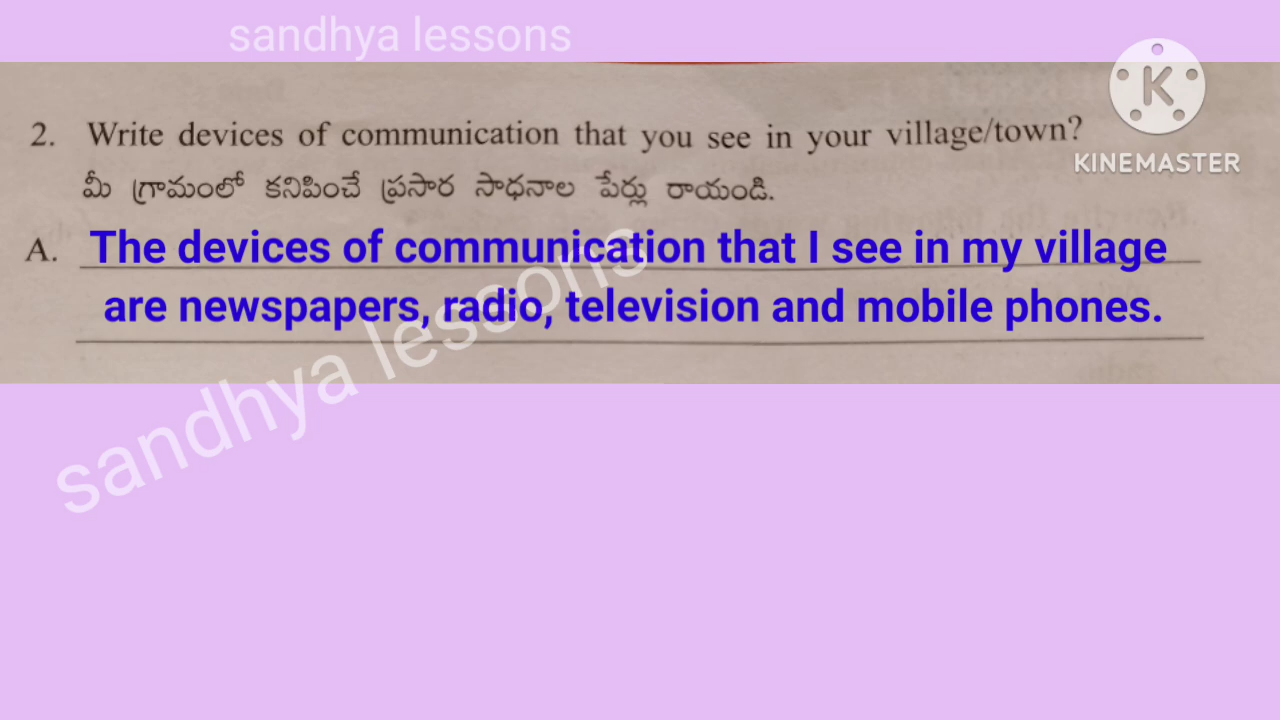 sandhya lessons
KINEMASTER
2. Write devices of communication that you see in your village/town?
మీ గ్రామంలో కనిపించే ప్రసార సాధనాల పేర్లు రాయండి.
A. The devices of communication that I see in my village
are newspapers, radio, television and mobile phones.
sandhya lessons